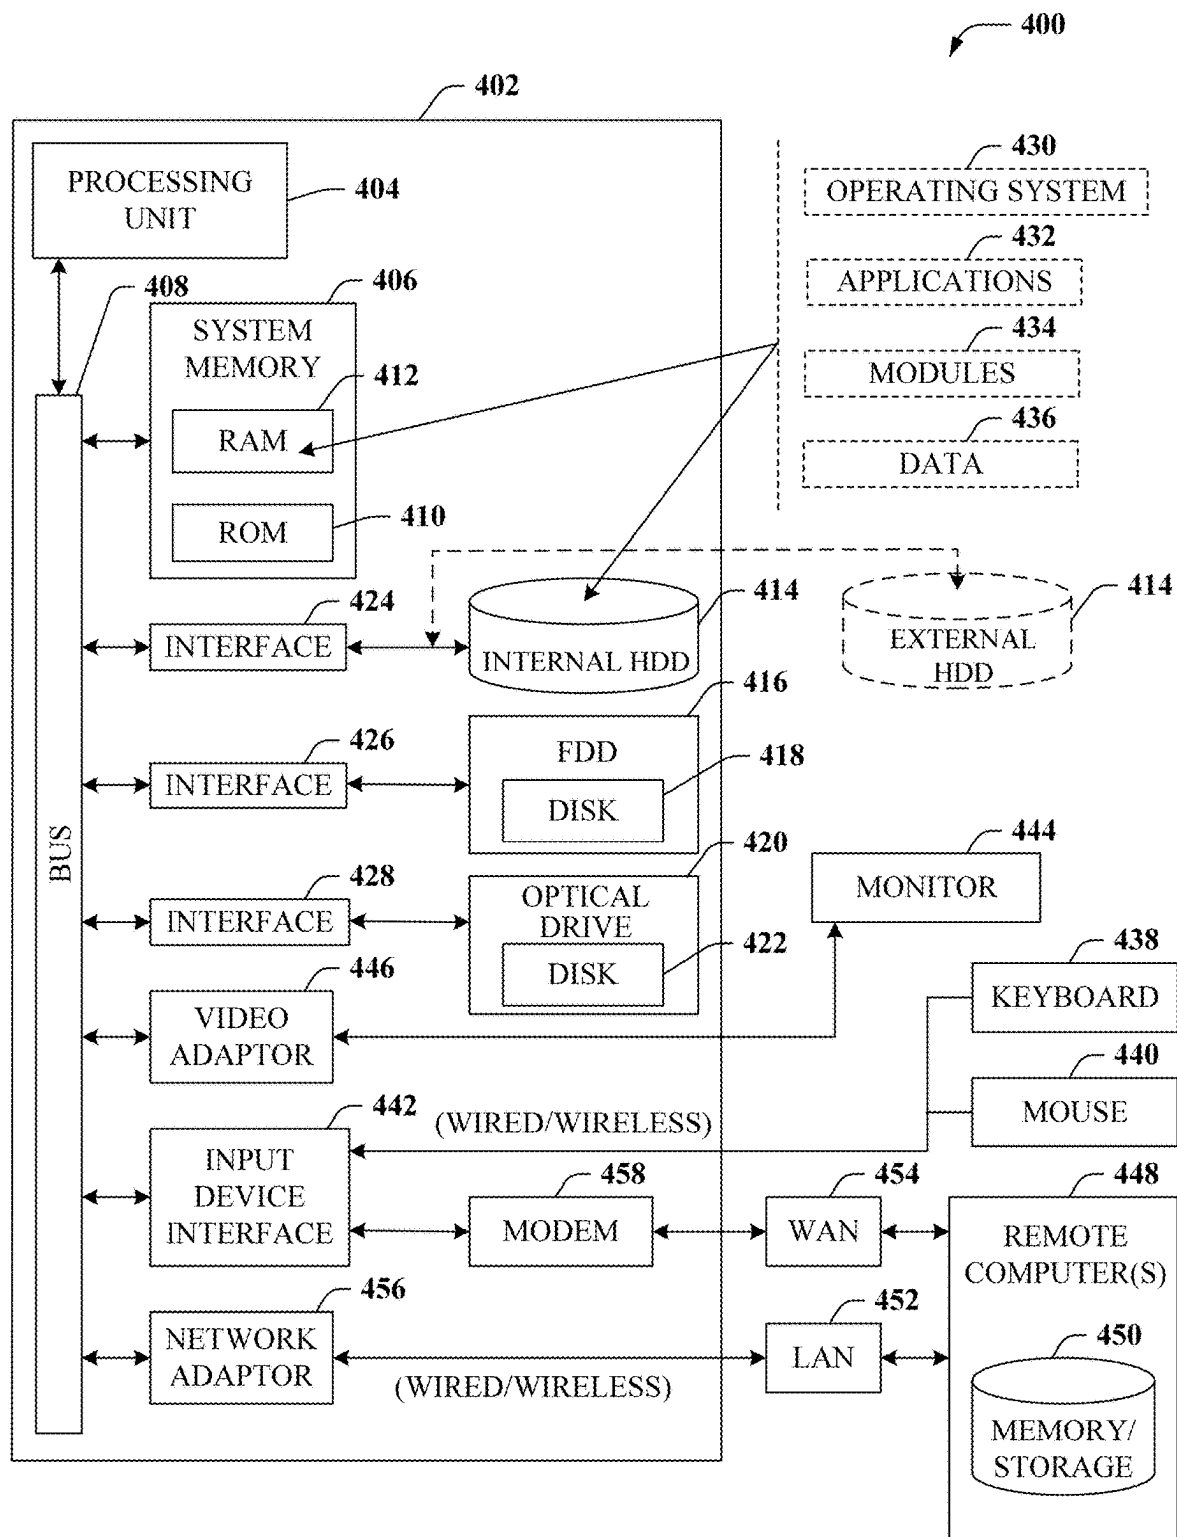 400
402
PROCESSING
UNIT
404
430
OPERATING SYSTEM
432
APPLICATIONS
434
MODULES
436
DATA
408
406
SYSTEM
MEMORY
412
RAM
410
ROM
424
INTERFACE
414
INTERNAL HDD
414
EXTERNAL
HDD
426
INTERFACE
416
FDD
418
DISK
BUS
428
INTERFACE
420
OPTICAL
DRIVE
422
DISK
444
MONITOR
446
VIDEO
ADAPTOR
438
KEYBOARD
440
MOUSE
442
INPUT
DEVICE
INTERFACE
(WIRED/WIRELESS)
458
MODEM
454
WAN
448
REMOTE
COMPUTER(S)
456
NETWORK
ADAPTOR
(WIRED/WIRELESS)
452
LAN
450
MEMORY/
STORAGE